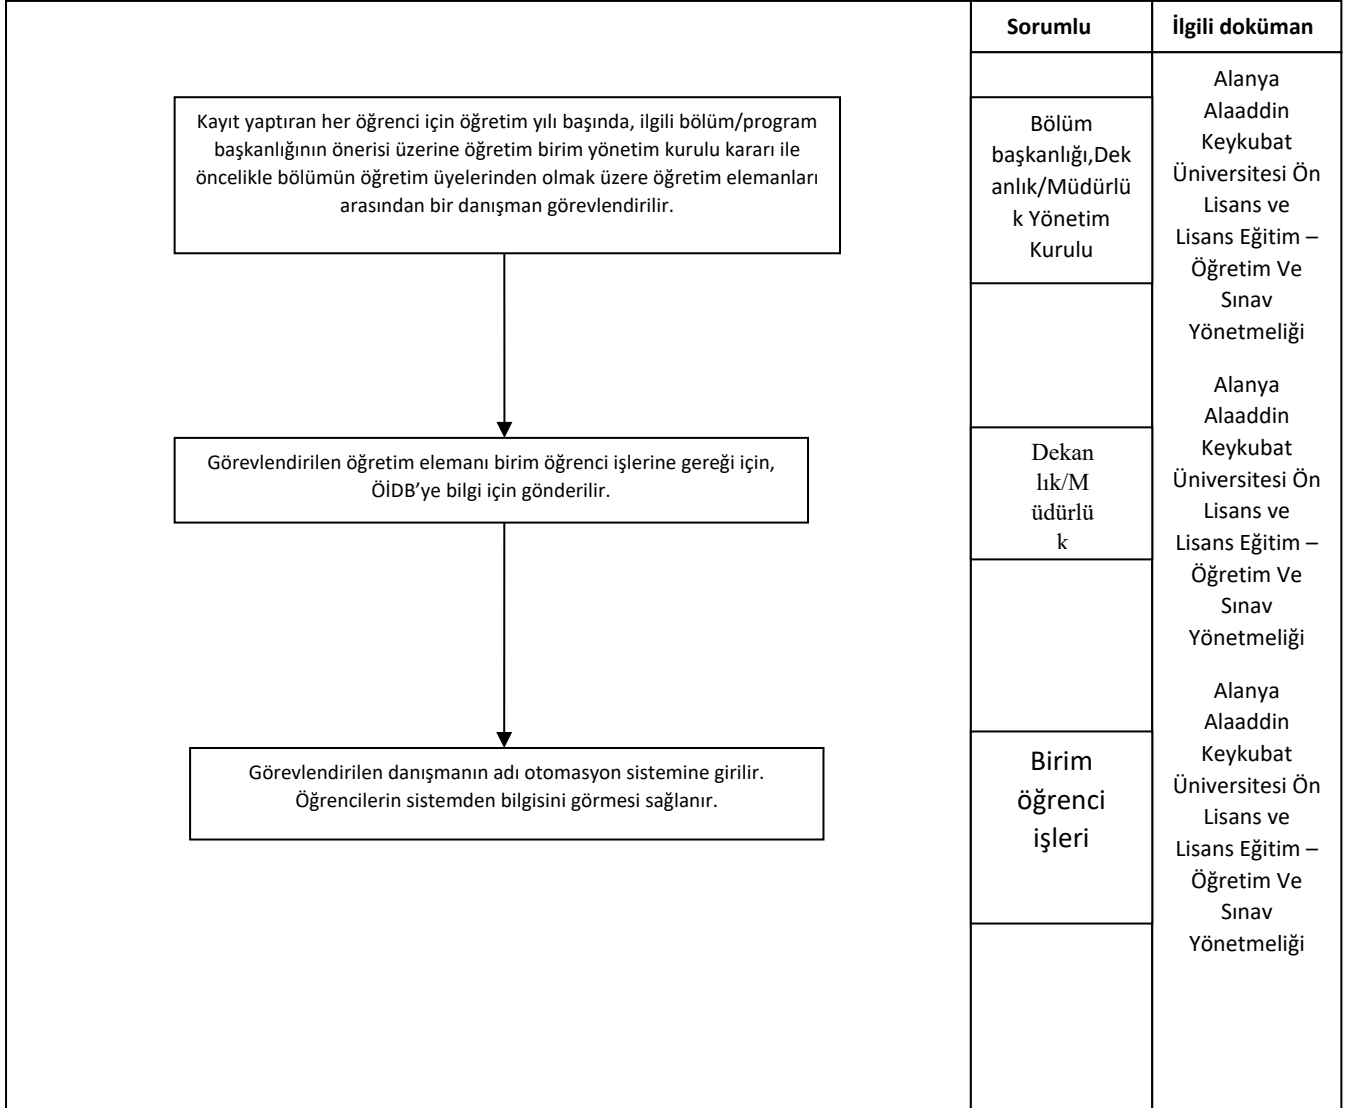 Sorumlu
İlgili doküman
Kayıt yaptıran her öğrenci için öğretim yılı başında, ilgili bölüm/program
başkanlığının önerisi üzerine öğretim birim yönetim kurulu kararı ile
öncelikle bölümün öğretim üyelerinden olmak üzere öğretim elemanları
arasından bir danışman görevlendirilir.
Bölüm
başkanlığı,Dek
anlık/Müdürlü
k Yönetim
Kurulu
Alanya
Alaaddin
Keykubat
Üniversitesi Ön
Lisans ve
Lisans Eğitim –
Öğretim Ve
Sınav
Yönetmeliği
Görevlendirilen öğretim elemanı birim öğrenci işlerine gereği için,
ÖİDB’ye bilgi için gönderilir.
Dekan
lık/M
üdürlü
k
Alanya
Alaaddin
Keykubat
Üniversitesi Ön
Lisans ve
Lisans Eğitim –
Öğretim Ve
Sınav
Yönetmeliği
Görevlendirilen danışmanın adı otomasyon sistemine girilir.
Öğrencilerin sistemden bilgisini görmesi sağlanır.
Birim
öğrenci
işleri
Alanya
Alaaddin
Keykubat
Üniversitesi Ön
Lisans ve
Lisans Eğitim –
Öğretim Ve
Sınav
Yönetmeliği